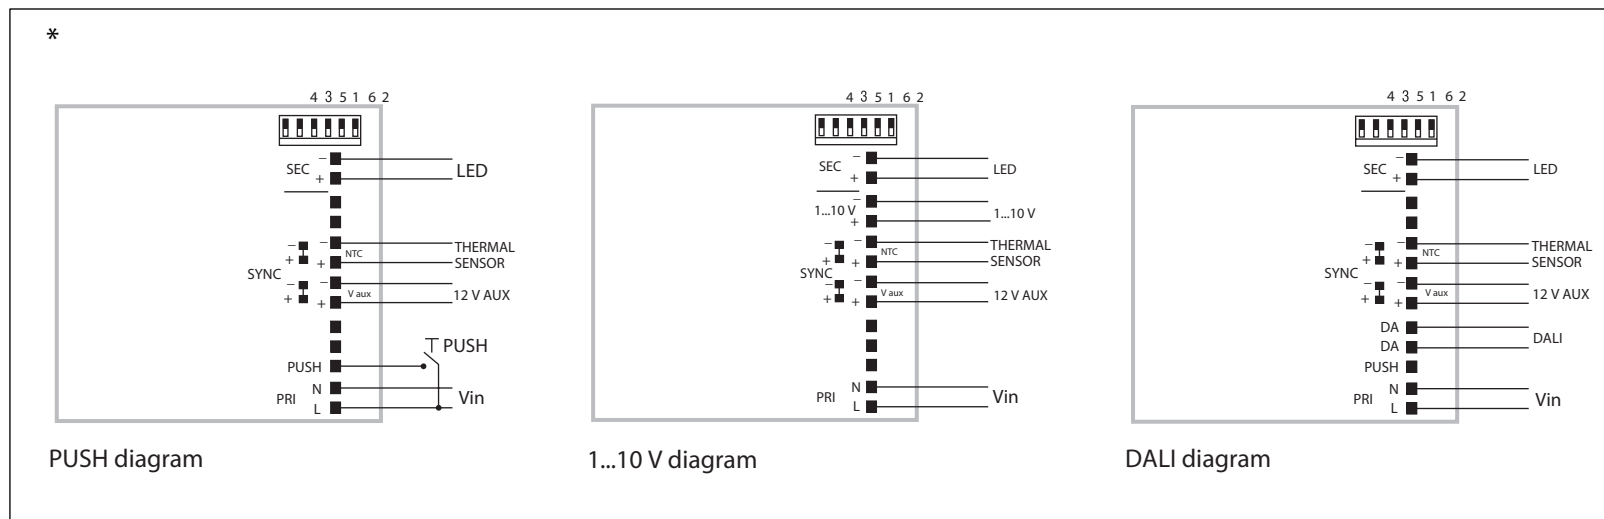 *
4 3 5 1 6 2
SEC
–
+
LED
–
+
NTC
THERMAL
SENSOR
SYNC
–
+
–
+
–
+
V aux
12 V AUX
PUSH
PUSH
PRI
N
L
Vin
PUSH diagram
4 3 5 1 6 2
SEC
–
+
LED
1...10 V
–
+
1...10 V
–
+
NTC
THERMAL
SENSOR
SYNC
–
+
–
+
–
+
V aux
12 V AUX
PRI
N
L
Vin
1...10 V diagram
4 3 5 1 6 2
SEC
–
+
LED
–
+
NTC
THERMAL
SENSOR
SYNC
–
+
–
+
–
+
V aux
12 V AUX
DA
DA
DALI
PUSH
PRI
N
L
Vin
DALI diagram